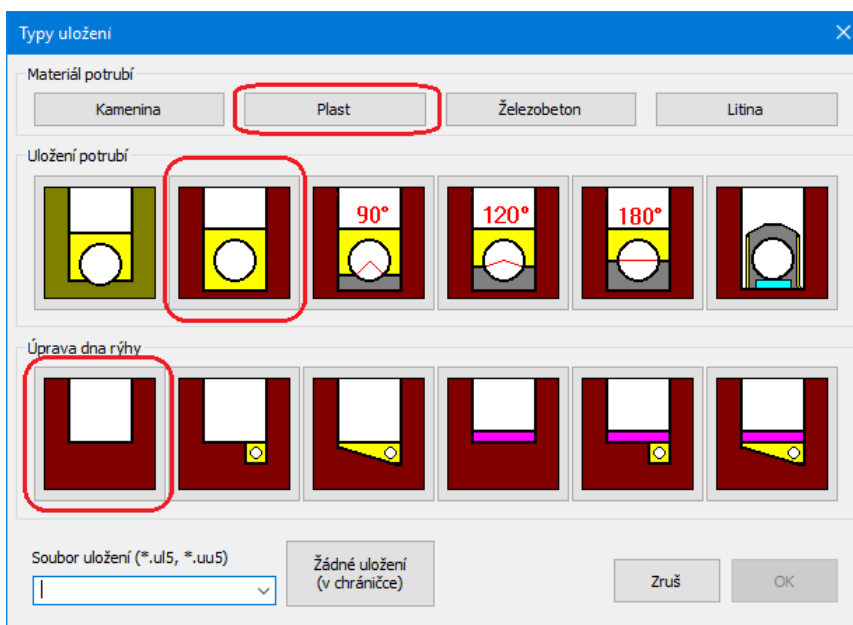 Typy uložení
Materiál potrubí
Kamenina Plast Železobeton Litina
Uložení potrubí
90° 120° 180°
Úprava dna rýhy
Soubor uložení (*.ul5, *.uu5)
Žádné uložení
(v chráničce)
Zruš OK